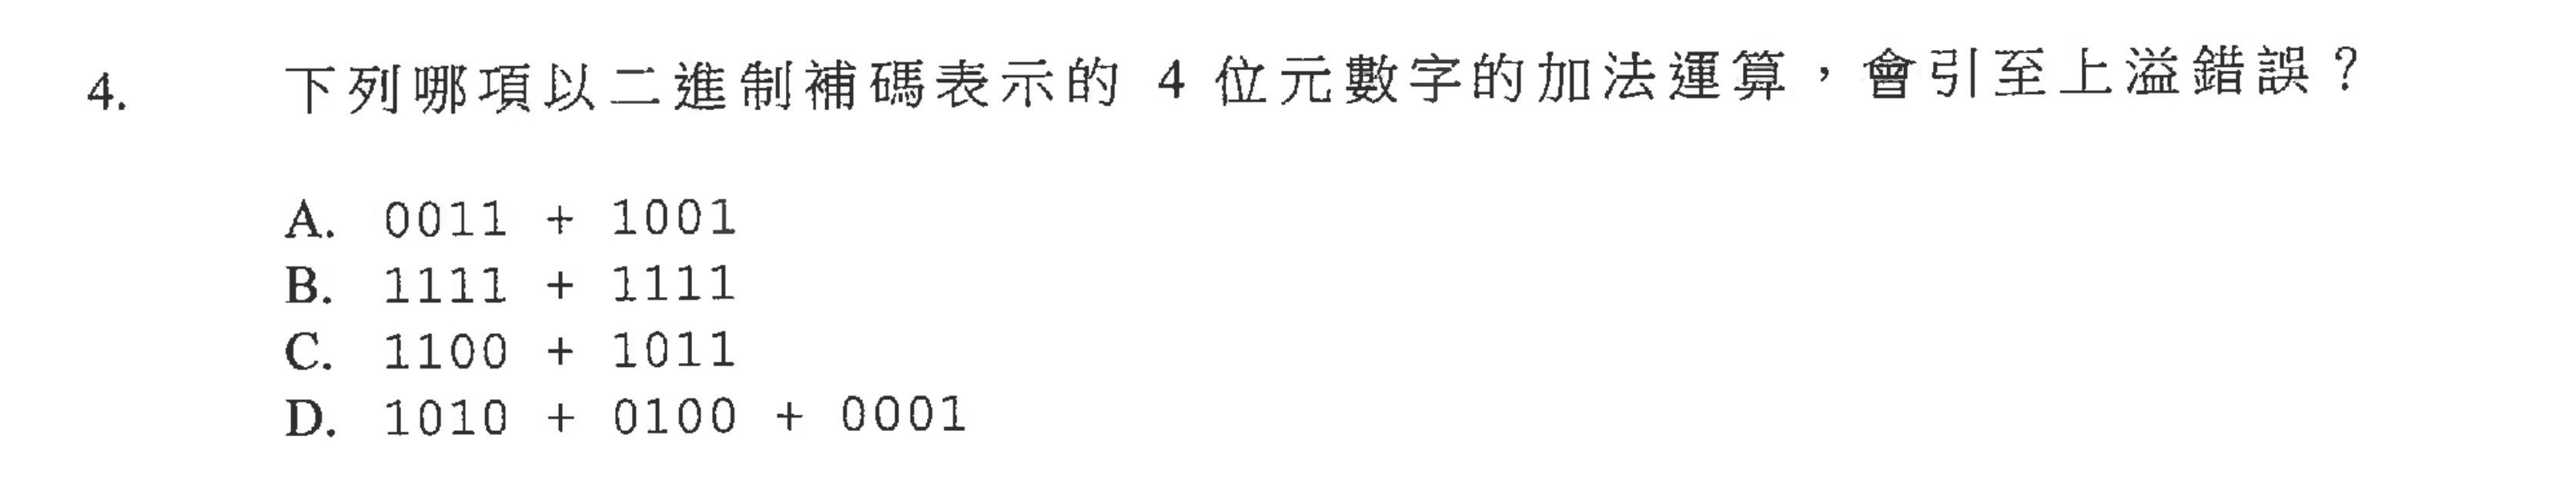 4. 下列哪項以二進制補碼表示的 4 位元數字的加法運算，會引至上溢錯誤？
A. 0011 + 1001
B. 1111 + 1111
C. 1100 + 1011
D. 1010 + 0100 + 0001